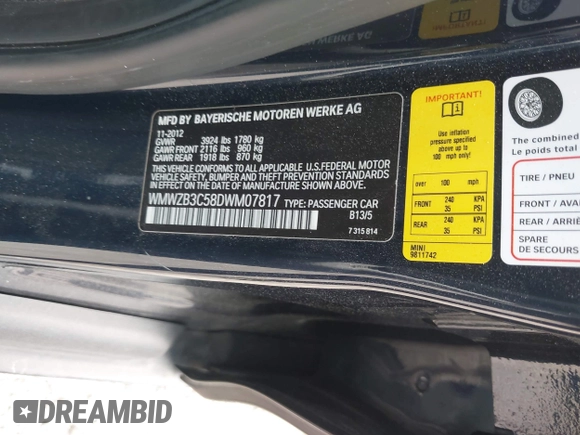 MFD BY BAYERISCHE MOTOREN WERKE AG
11-2012
GVWR 3924 lbs 1780 kg
GAWR FRONT 2116 lbs 960 kg
GAWR REAR 1918 lbs 870 kg
THIS VEHICLE CONFORMS TO ALL APPLICABLE U.S.FEDERAL MOTOR
VEHICLE SAFETY, BUMPER AND THEFT PREVENTION STANDARDS
IN EFFECT ON THE DATE OF MANUFACTURE SHOWN ABOVE.
WMWZB3C58DWM07817 TYPE: PASSENGER CAR
B13/5
7 315 814
IMPORTANT!
Use inflation
pressure specified
above up to
100 mph only!
over 100 mph
FRONT 240 KPA
35 PSI
REAR 240 KPA
35 PSI
MINI
9811742
The combined
Le poids total
TIRE / PNEU
FRONT / AVANT
REAR / ARRIÈ
SPARE
DE SECOURS
DREAMBID